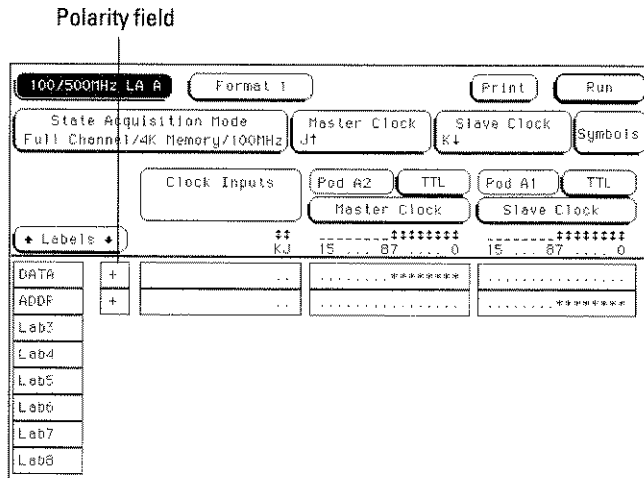 Polarity field
100/500MHz LA A Format 1 Print Run
State Acquisition Mode Master Clock Slave Clock Symbols
Full Channel/4K Memory/100MHz J↑ K↓
Clock Inputs Pod A2 TTL Pod A1 TTL
Master Clock Slave Clock
↑ Labels ↓ KJ 15 ... 87 ... 0 15 ... 87 ... 0
DATA + .. ........******** ................
ADDR + .. ................ ........********
Lab3
Lab4
Lab5
Lab6
Lab7
Lab8